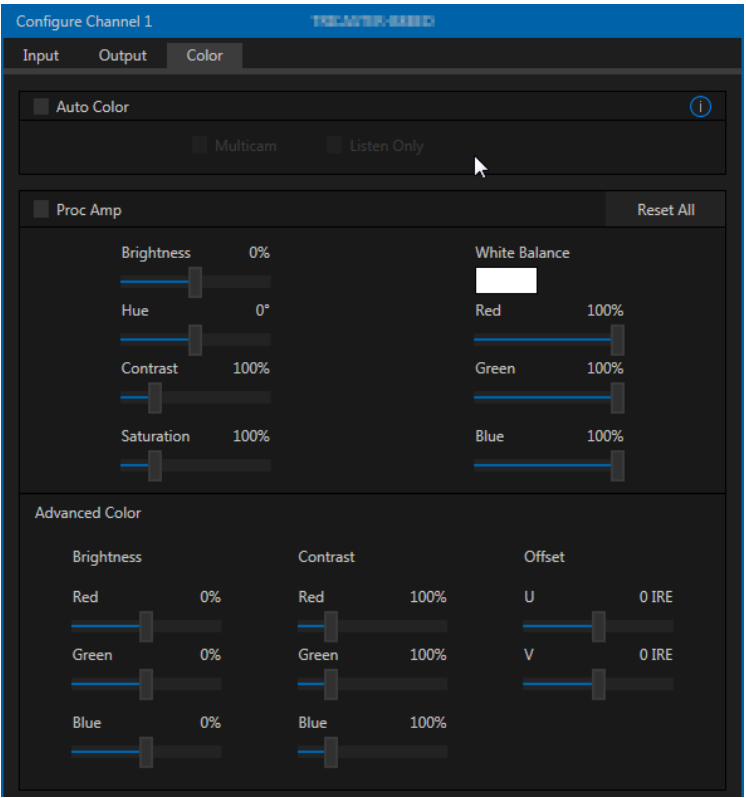 Configure Channel 1
Input Output Color
Auto Color i
Multicam Listen Only
Proc Amp Reset All
Brightness 0% White Balance
Hue 0° Red 100%
Contrast 100% Green 100%
Saturation 100% Blue 100%
Advanced Color
Brightness Contrast Offset
Red 0% Red 100% U 0 IRE
Green 0% Green 100% V 0 IRE
Blue 0% Blue 100%